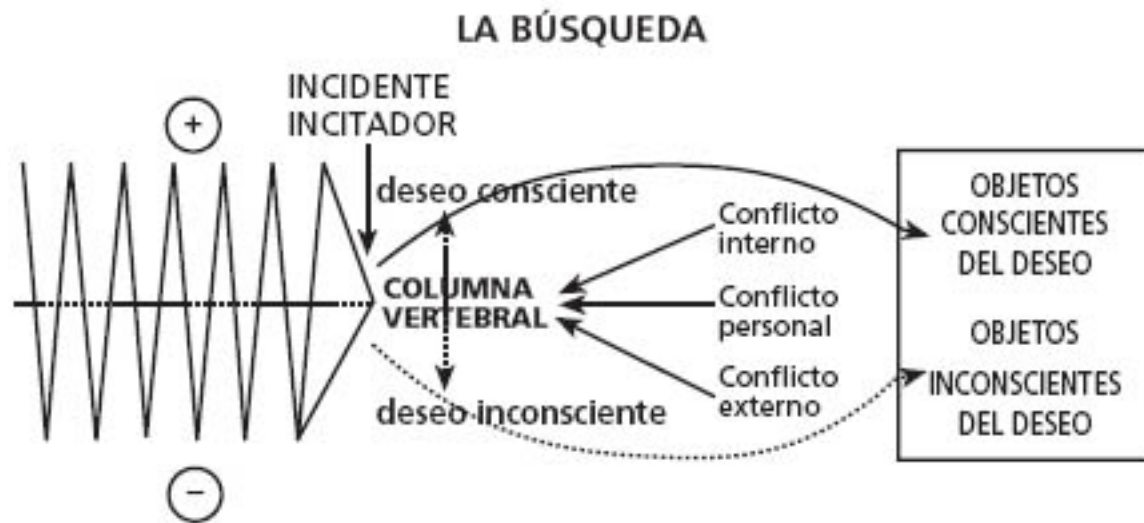 LA BÚSQUEDA
INCIDENTE
INCITADOR
+
deseo consciente
COLUMNA
VERTEBRAL
deseo inconsciente
−
Conflicto
interno
Conflicto
personal
Conflicto
externo
OBJETOS
CONSCIENTES
DEL DESEO
OBJETOS
INCONSCIENTES
DEL DESEO